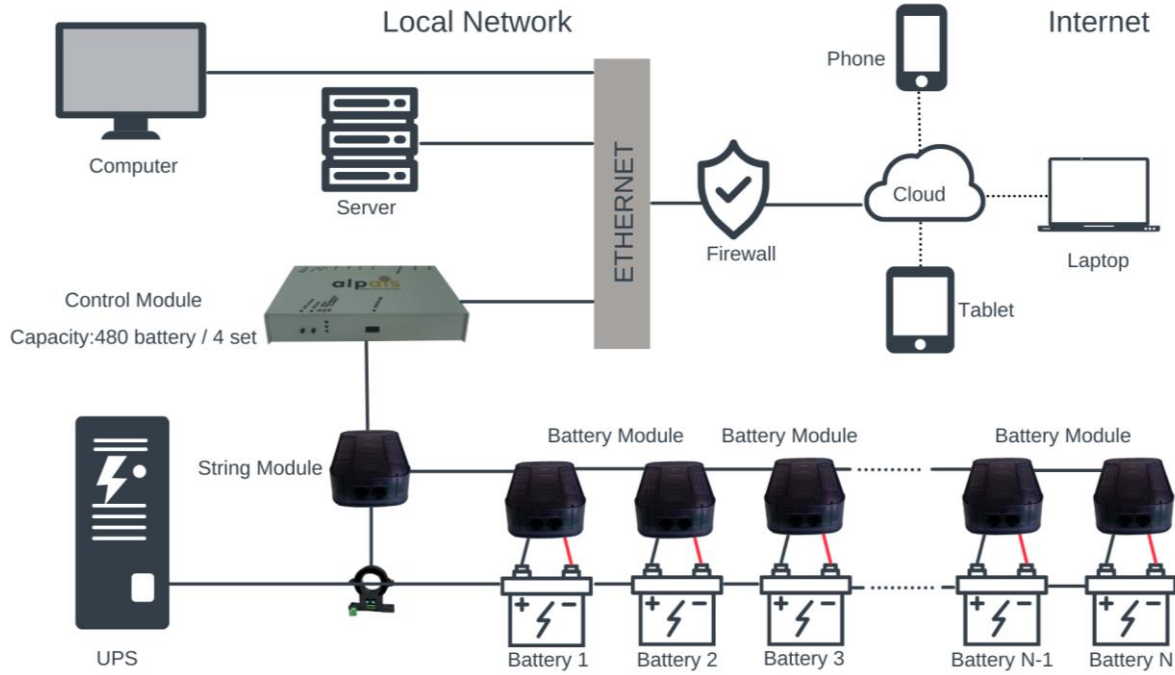 Local Network
Internet
Phone
Computer
Server
ETHERNET
Firewall
Cloud
Laptop
Tablet
alpais
Control Module
Capacity:480 battery / 4 set
String Module
Battery Module
Battery Module
Battery Module
UPS
Battery 1
Battery 2
Battery 3
Battery N-1
Battery N